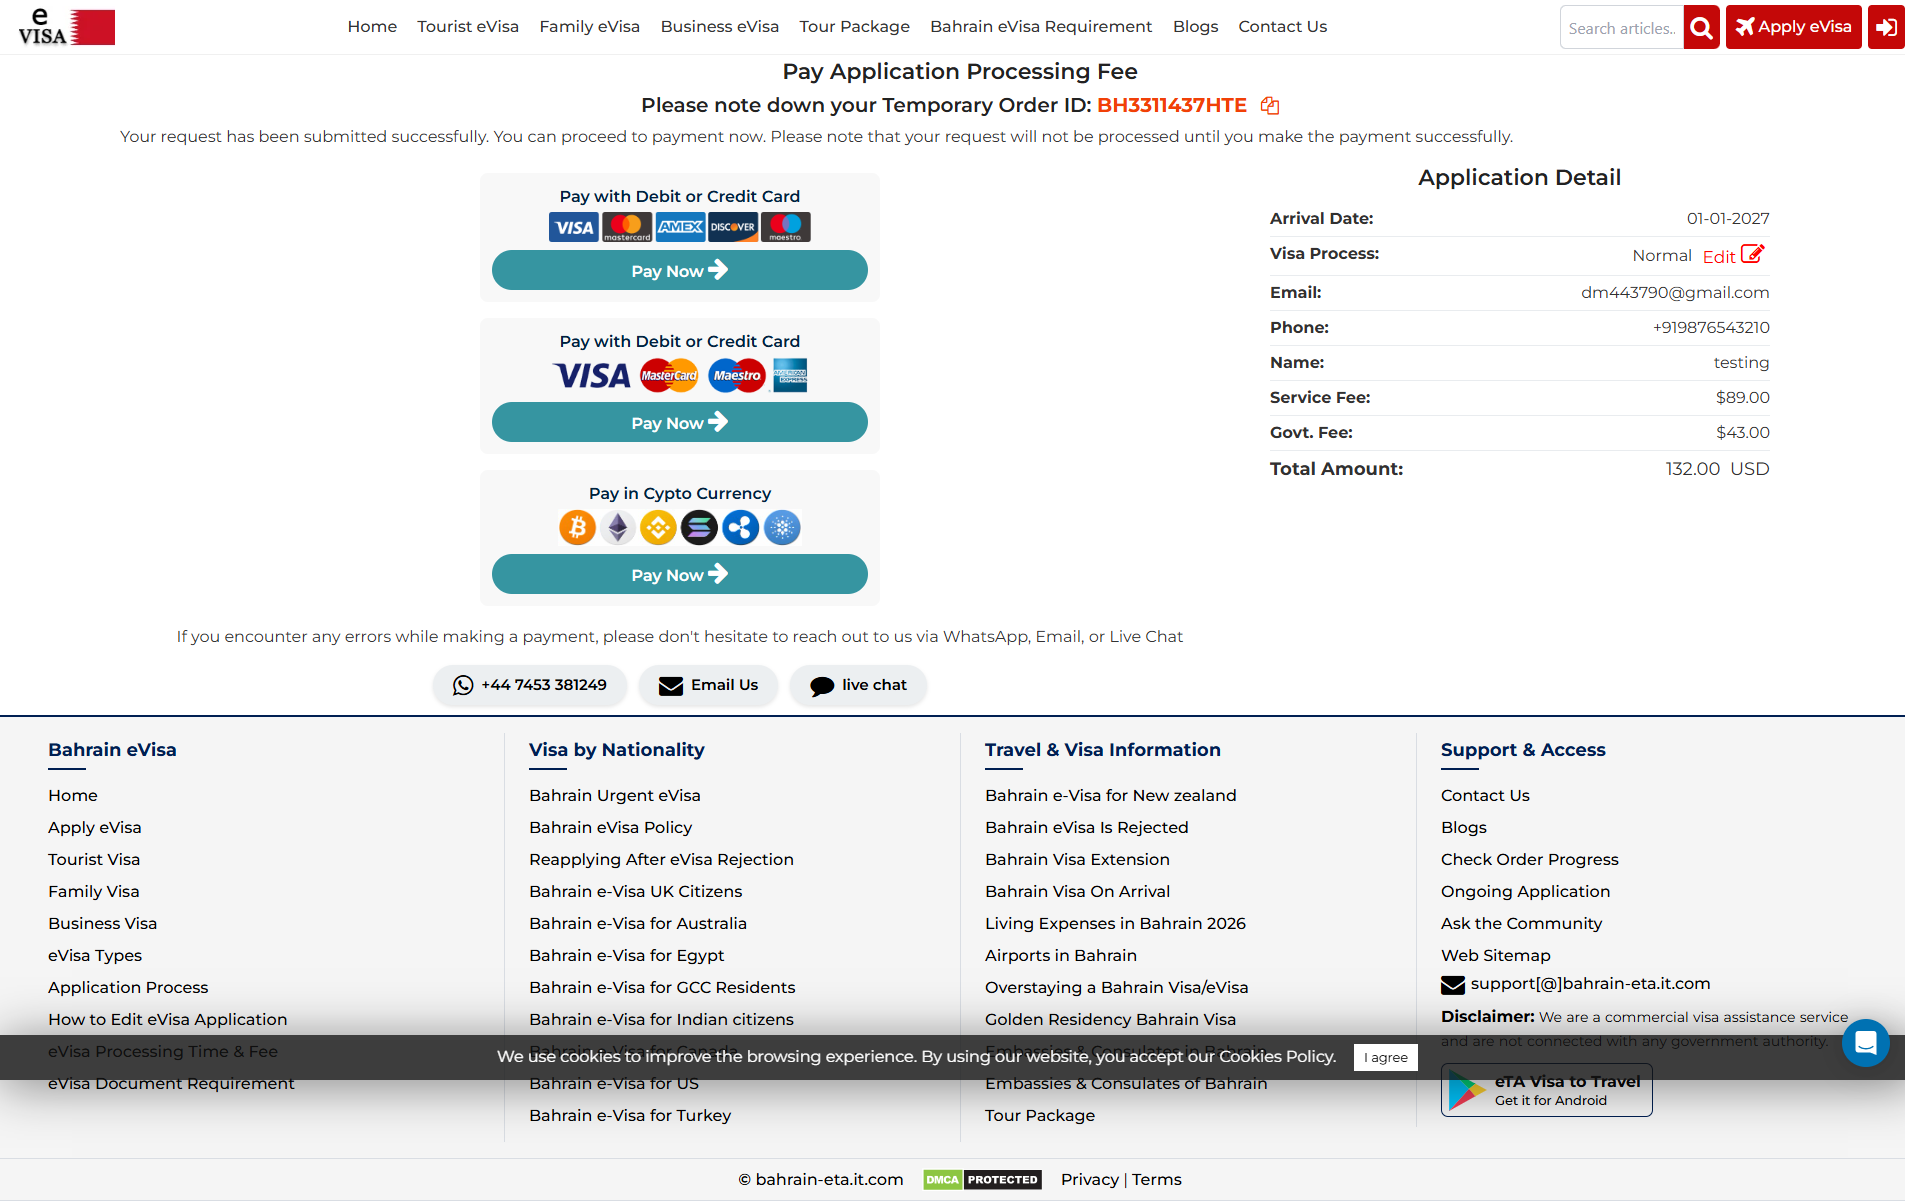 e
VISA
Home Tourist eVisa Family eVisa Business eVisa Tour Package Bahrain eVisa Requirement Blogs Contact Us
Search articles..
Apply eVisa
Pay Application Processing Fee
Please note down your Temporary Order ID: BH3311437HTE
Your request has been submitted successfully. You can proceed to payment now. Please note that your request will not be processed until you make the payment successfully.
Pay with Debit or Credit Card
VISA mastercard AMEX DISCOVER maestro
Pay Now
Pay with Debit or Credit Card
VISA MasterCard Maestro AMERICAN EXPRESS
Pay Now
Pay in Cypto Currency
Pay Now
If you encounter any errors while making a payment, please don't hesitate to reach out to us via WhatsApp, Email, or Live Chat
+44 7453 381249
Email Us
live chat
Application Detail
Arrival Date: 01-01-2027
Visa Process: Normal Edit
Email: dm443790@gmail.com
Phone: +919876543210
Name: testing
Service Fee: $89.00
Govt. Fee: $43.00
Total Amount: 132.00 USD
Bahrain eVisa
Home
Apply eVisa
Tourist Visa
Family Visa
Business Visa
eVisa Types
Application Process
How to Edit eVisa Application
eVisa Processing Time & Fee
eVisa Document Requirement
Visa by Nationality
Bahrain Urgent eVisa
Bahrain eVisa Policy
Reapplying After eVisa Rejection
Bahrain e-Visa UK Citizens
Bahrain e-Visa for Australia
Bahrain e-Visa for Egypt
Bahrain e-Visa for GCC Residents
Bahrain e-Visa for Indian citizens
Bahrain e-Visa for Canada
Bahrain e-Visa for US
Bahrain e-Visa for Turkey
Travel & Visa Information
Bahrain e-Visa for New zealand
Bahrain eVisa Is Rejected
Bahrain Visa Extension
Bahrain Visa On Arrival
Living Expenses in Bahrain 2026
Airports in Bahrain
Overstaying a Bahrain Visa/eVisa
Golden Residency Bahrain Visa
Embassies & Consulates in Bahrain
Embassies & Consulates of Bahrain
Tour Package
Support & Access
Contact Us
Blogs
Check Order Progress
Ongoing Application
Ask the Community
Web Sitemap
support[@]bahrain-eta.it.com
Disclaimer: We are a commercial visa assistance service
and are not connected with any government authority.
eTA Visa to Travel
Get it for Android
We use cookies to improve the browsing experience. By using our website, you accept our Cookies Policy.
I agree
© bahrain-eta.it.com DMCA PROTECTED Privacy | Terms